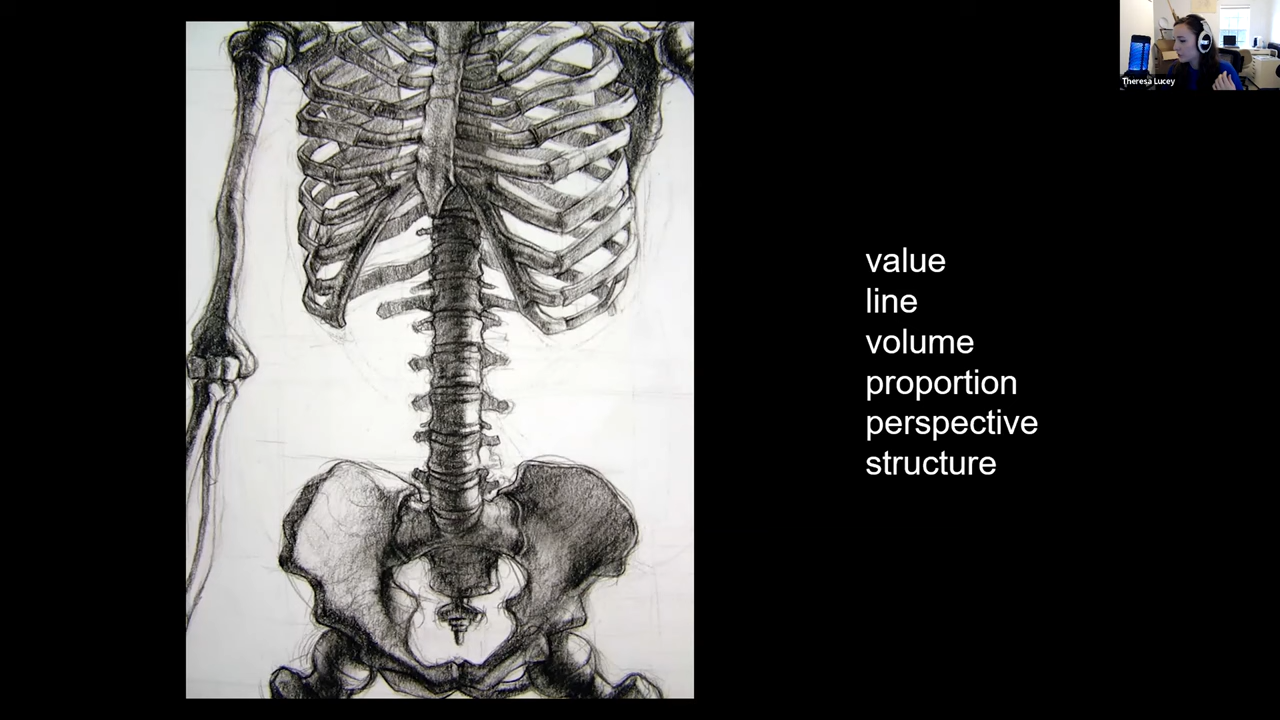 Theresa Lucey
value
line
volume
proportion
perspective
structure